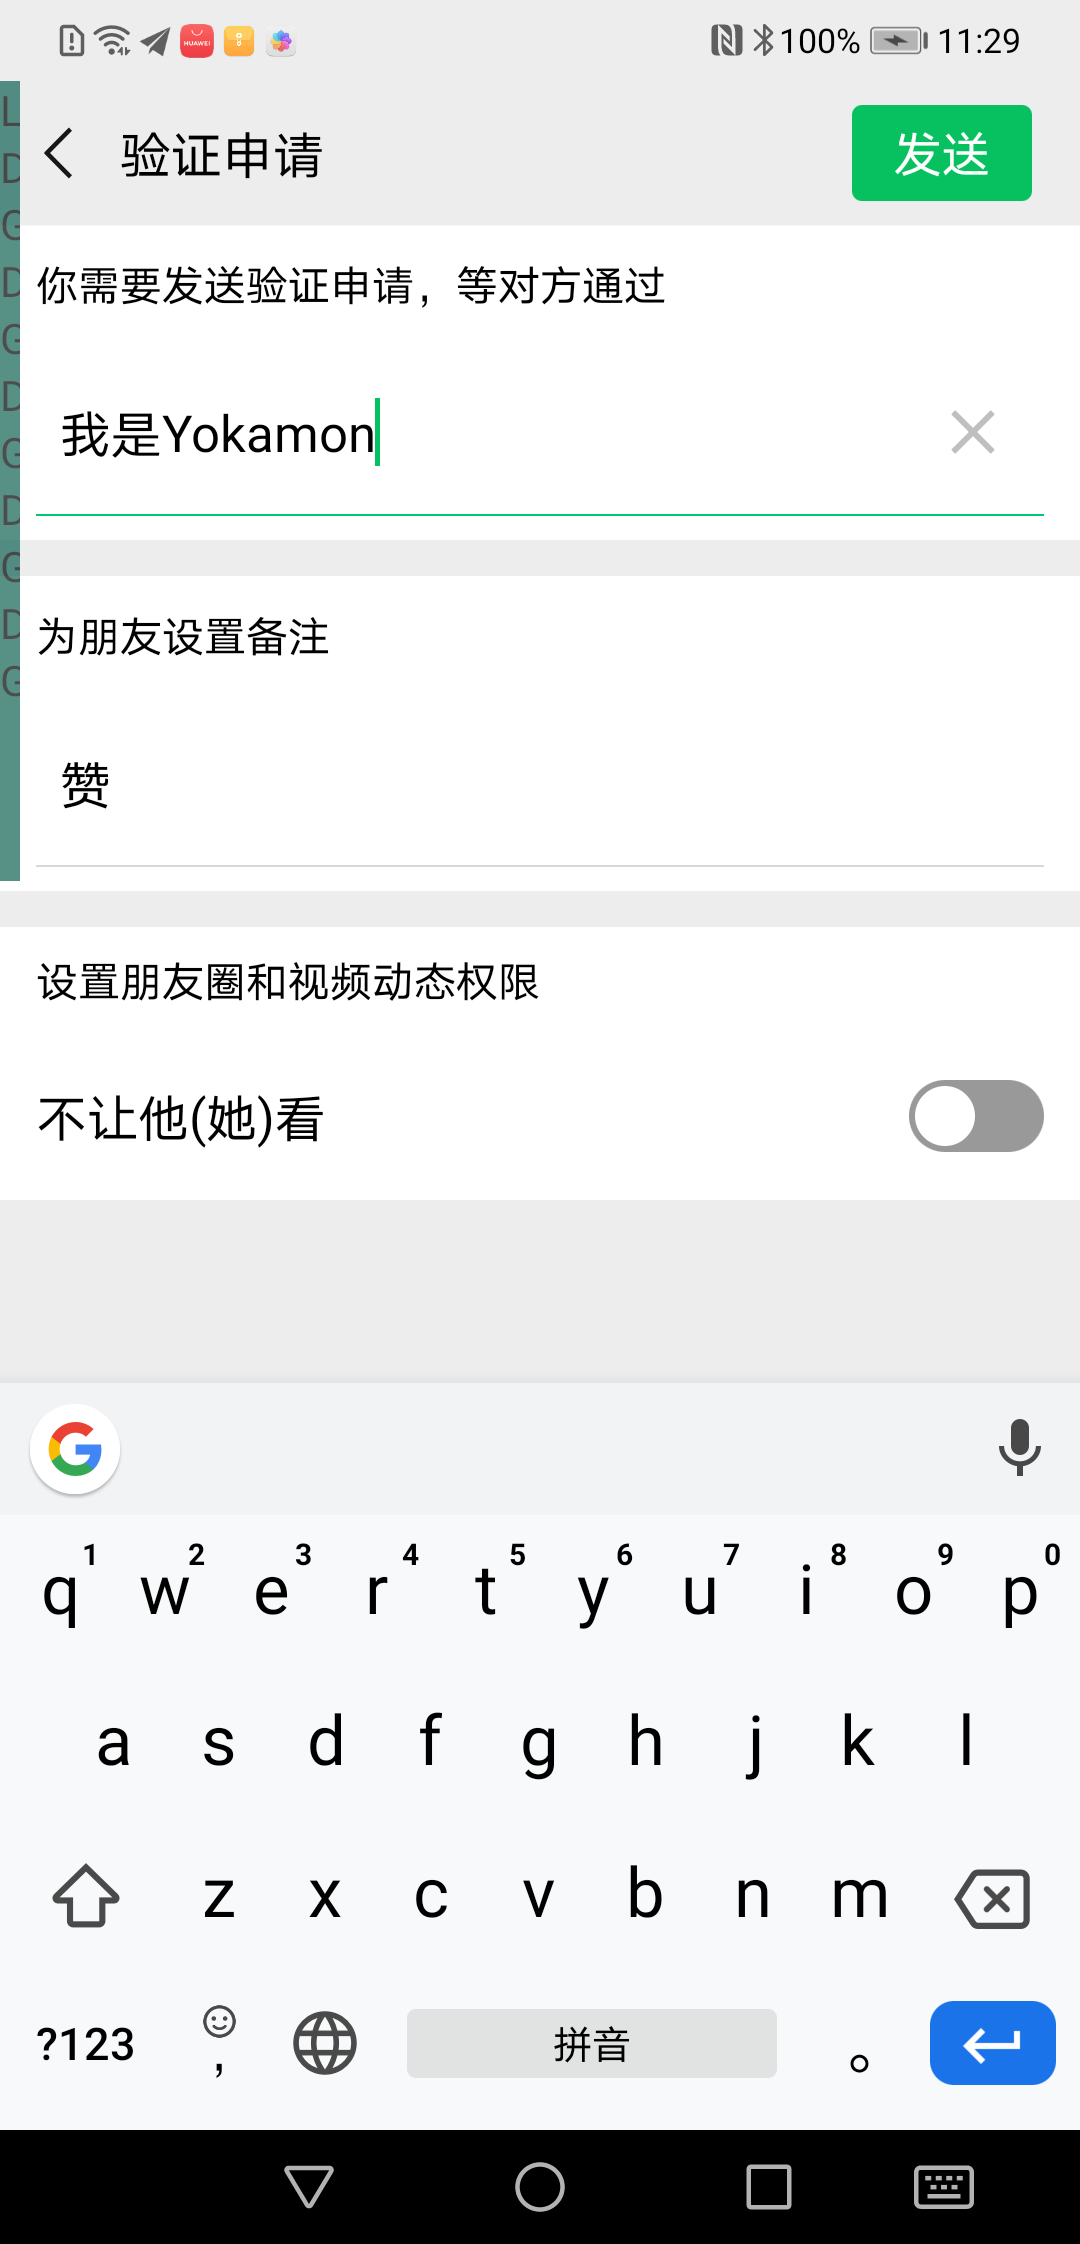 HUAWEI 100% 11:29
验证申请 发送
你需要发送验证申请，等对方通过
我是Yokamon
为朋友设置备注
赞
设置朋友圈和视频动态权限
不让他(她)看
1 2 3 4 5 6 7 8 9 0
q w e r t y u i o p
a s d f g h j k l
z x c v b n m
?123 , 拼音 。